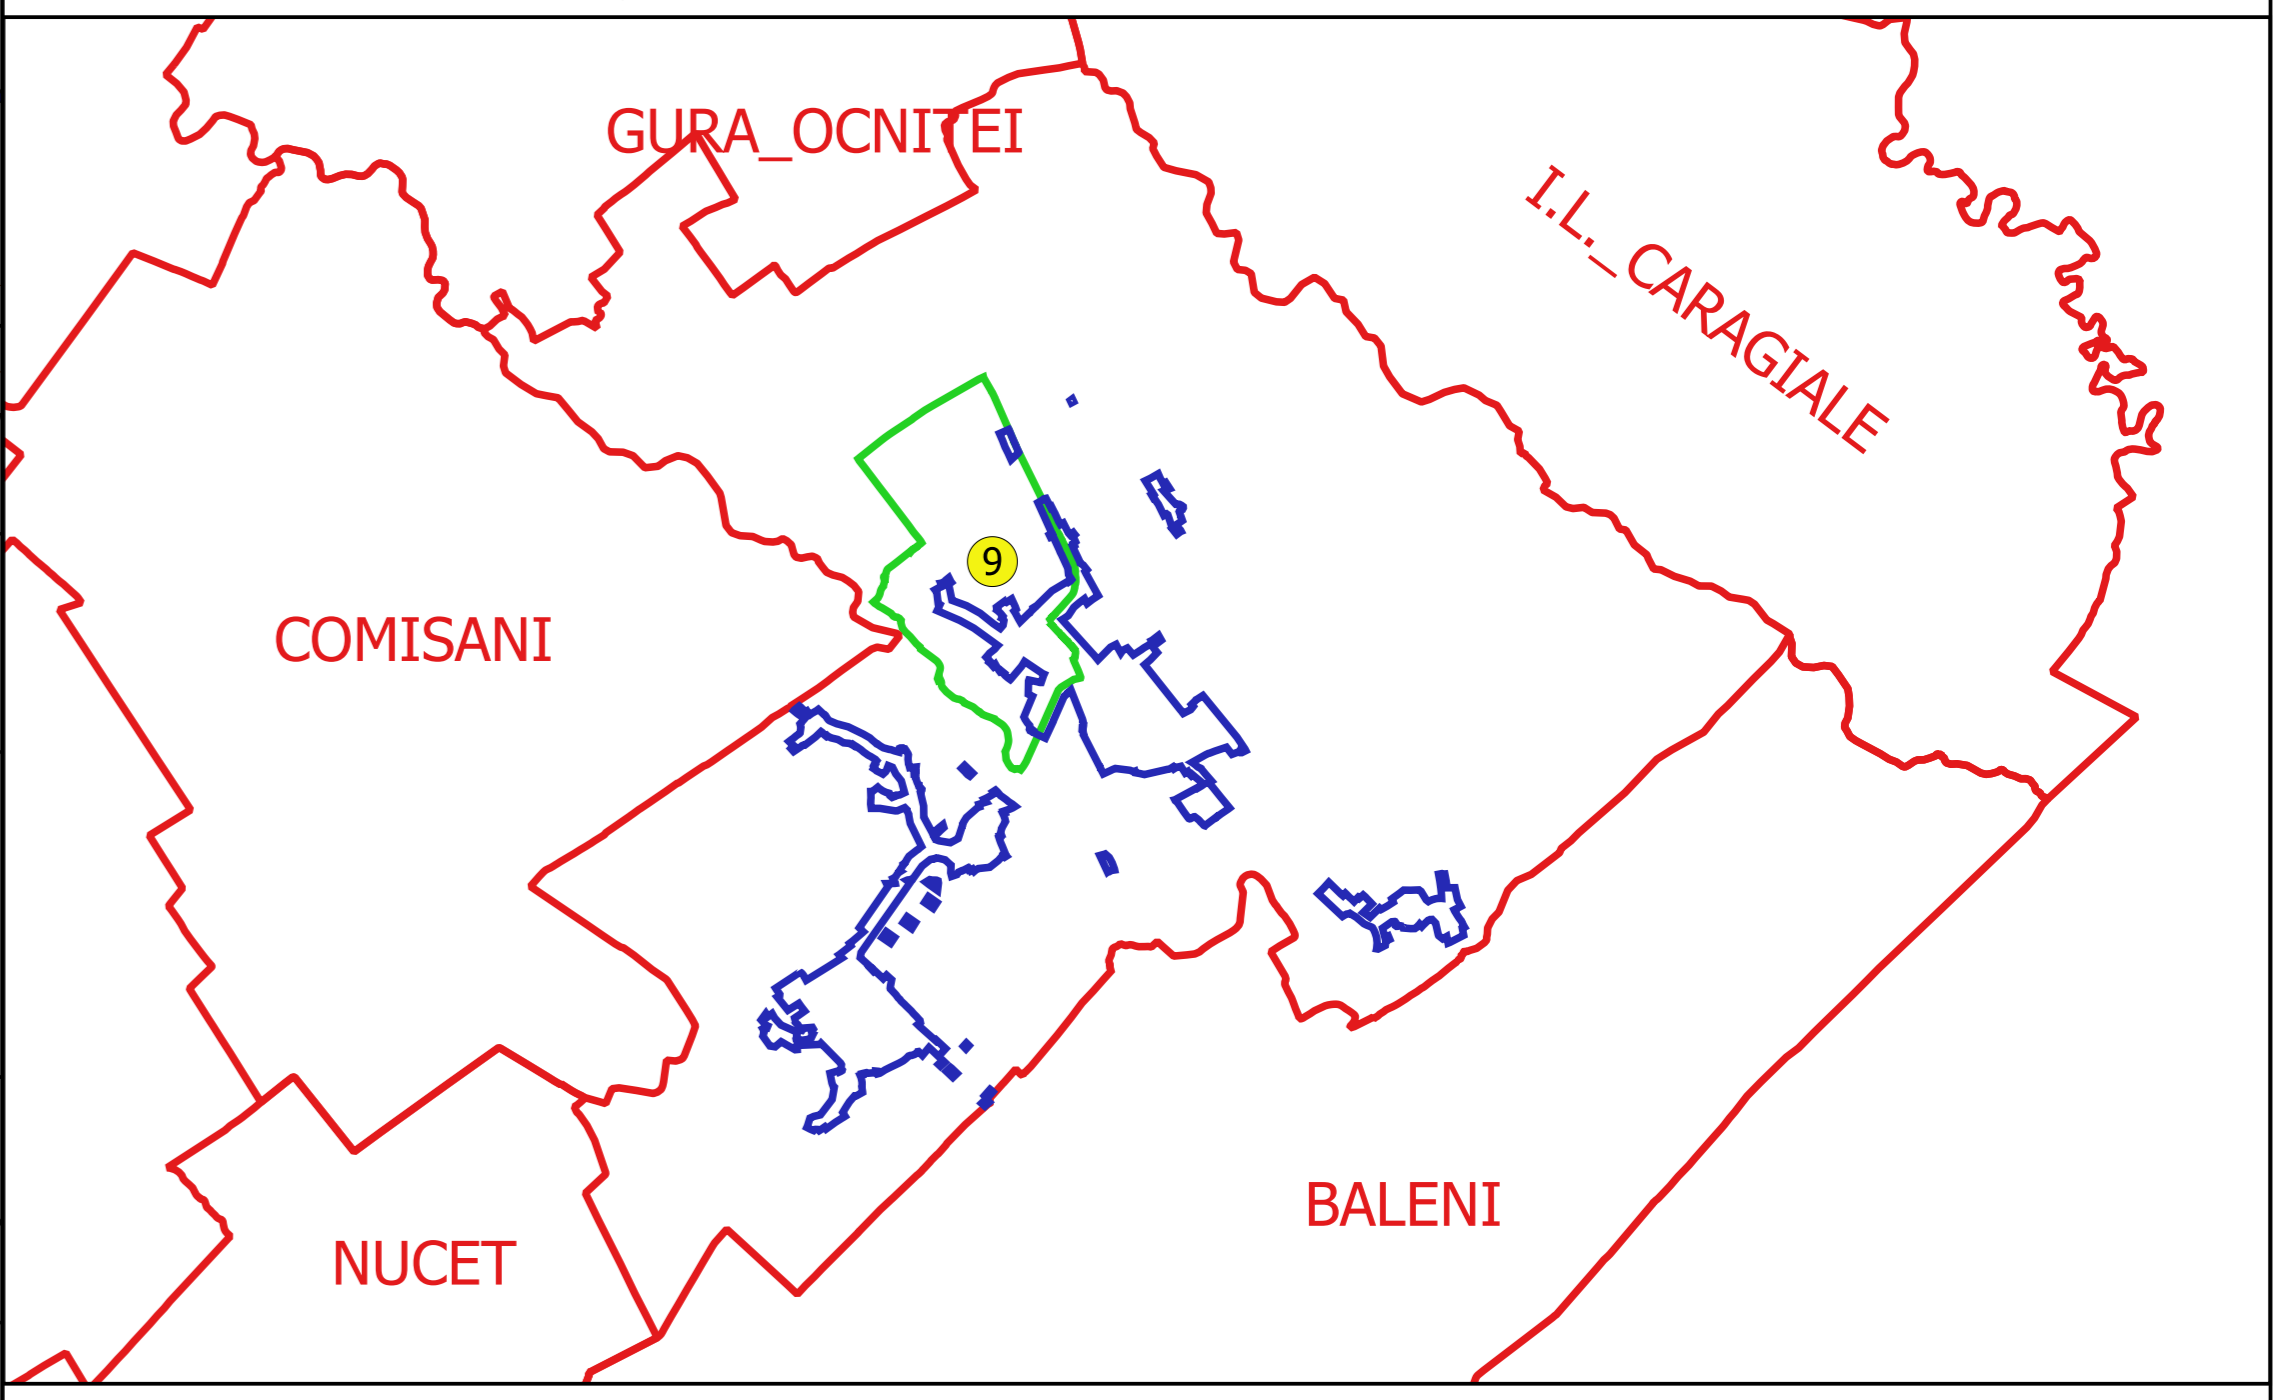 GURA_OCNITEI
I.L._CARAGIALE
9
COMISANI
BALENI
NUCET